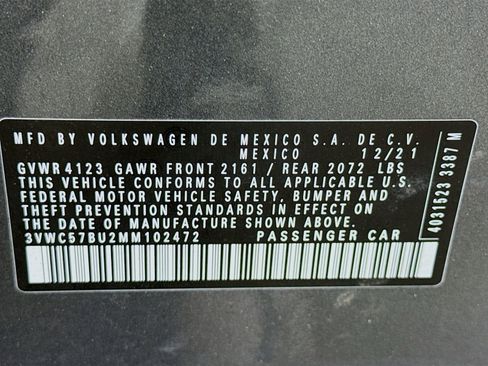 MFD BY VOLKSWAGEN DE MEXICO S.A. DE C.V.
MEXICO 12/21
GVWR 4123 GAWR FRONT 2161 / REAR 2072 LBS
THIS VEHICLE CONFORMS TO ALL APPLICABLE U.S.
FEDERAL MOTOR VEHICLE SAFETY, BUMPER AND
THEFT PREVENTION STANDARDS IN EFFECT ON
THE DATE OF MANUFACTURE SHOWN ABOVE.
3VWC57BU2MM102472 PASSENGER CAR
4031523 3387 M